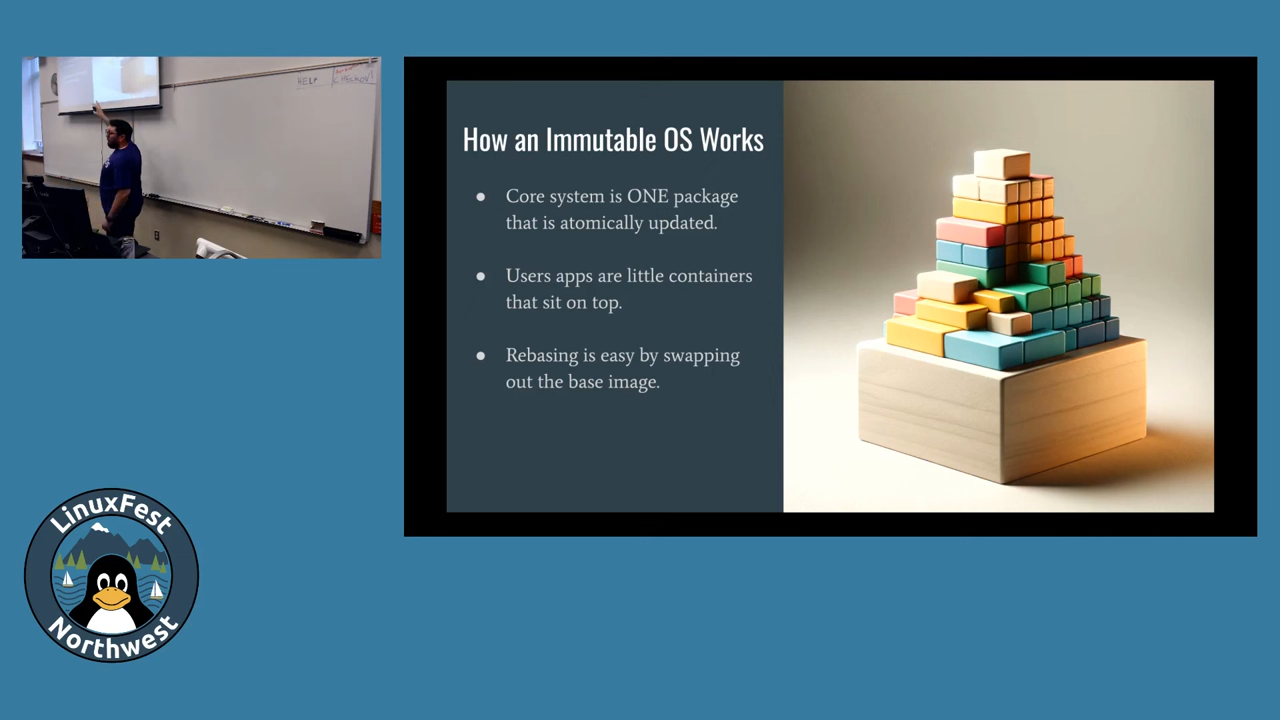 HELP
How an Immutable OS Works
● Core system is ONE package
that is atomically updated.
● Users apps are little containers
that sit on top.
● Rebasing is easy by swapping
out the base image.
LinuxFest
Northwest